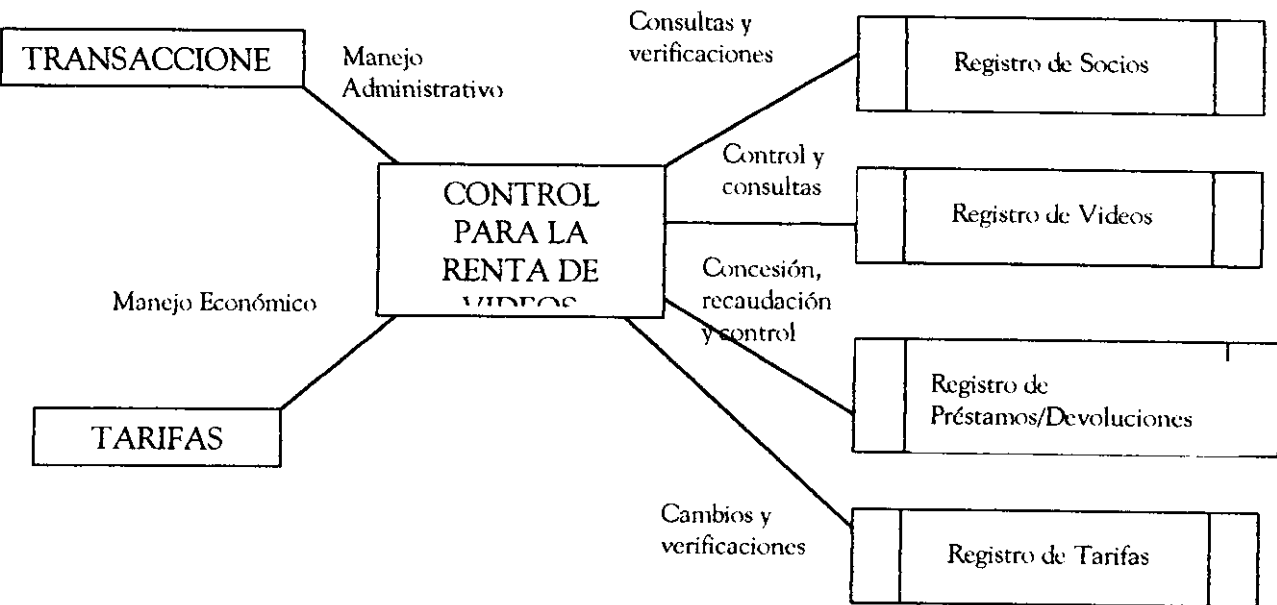 TRANSACCIONE
Manejo
Administrativo
Consultas y
verificaciones
Registro de Socios
CONTROL
PARA LA
RENTA DE
VIDEOS
Control y
consultas
Registro de Videos
Manejo Económico
Concesión,
recaudación
y control
Registro de
Préstamos/Devoluciones
TARIFAS
Cambios y
verificaciones
Registro de Tarifas